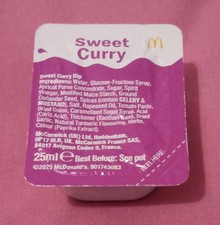 Sweet
Curry
Sweet Curry Dip
Ingredients: Water, Glucose-Fructose Syrup,
Apricot Puree Concentrate, Sugar, Spirit
Vinegar, Modified Maize Starch, Ground
Coriander Seed, Spices (contain CELERY &
MUSTARD), Salt, Rapeseed Oil, Tomato Paste,
Dried Onion, Caramelised Sugar Syrup, Acid
(Citric Acid), Thickener (Xanthan Gum), Dried
Garlic, Natural Turmeric Flavouring, Herbs,
Colour (Paprika Extract).
McCormick (UK) Ltd, Haddenham,
HP17 8LB, UK. McCormick France, SAS
84917 Avignon Cedex 9, France.
25ml e Best Before: See pot
©2025 McDonald's. 901743083
PEEL HERE